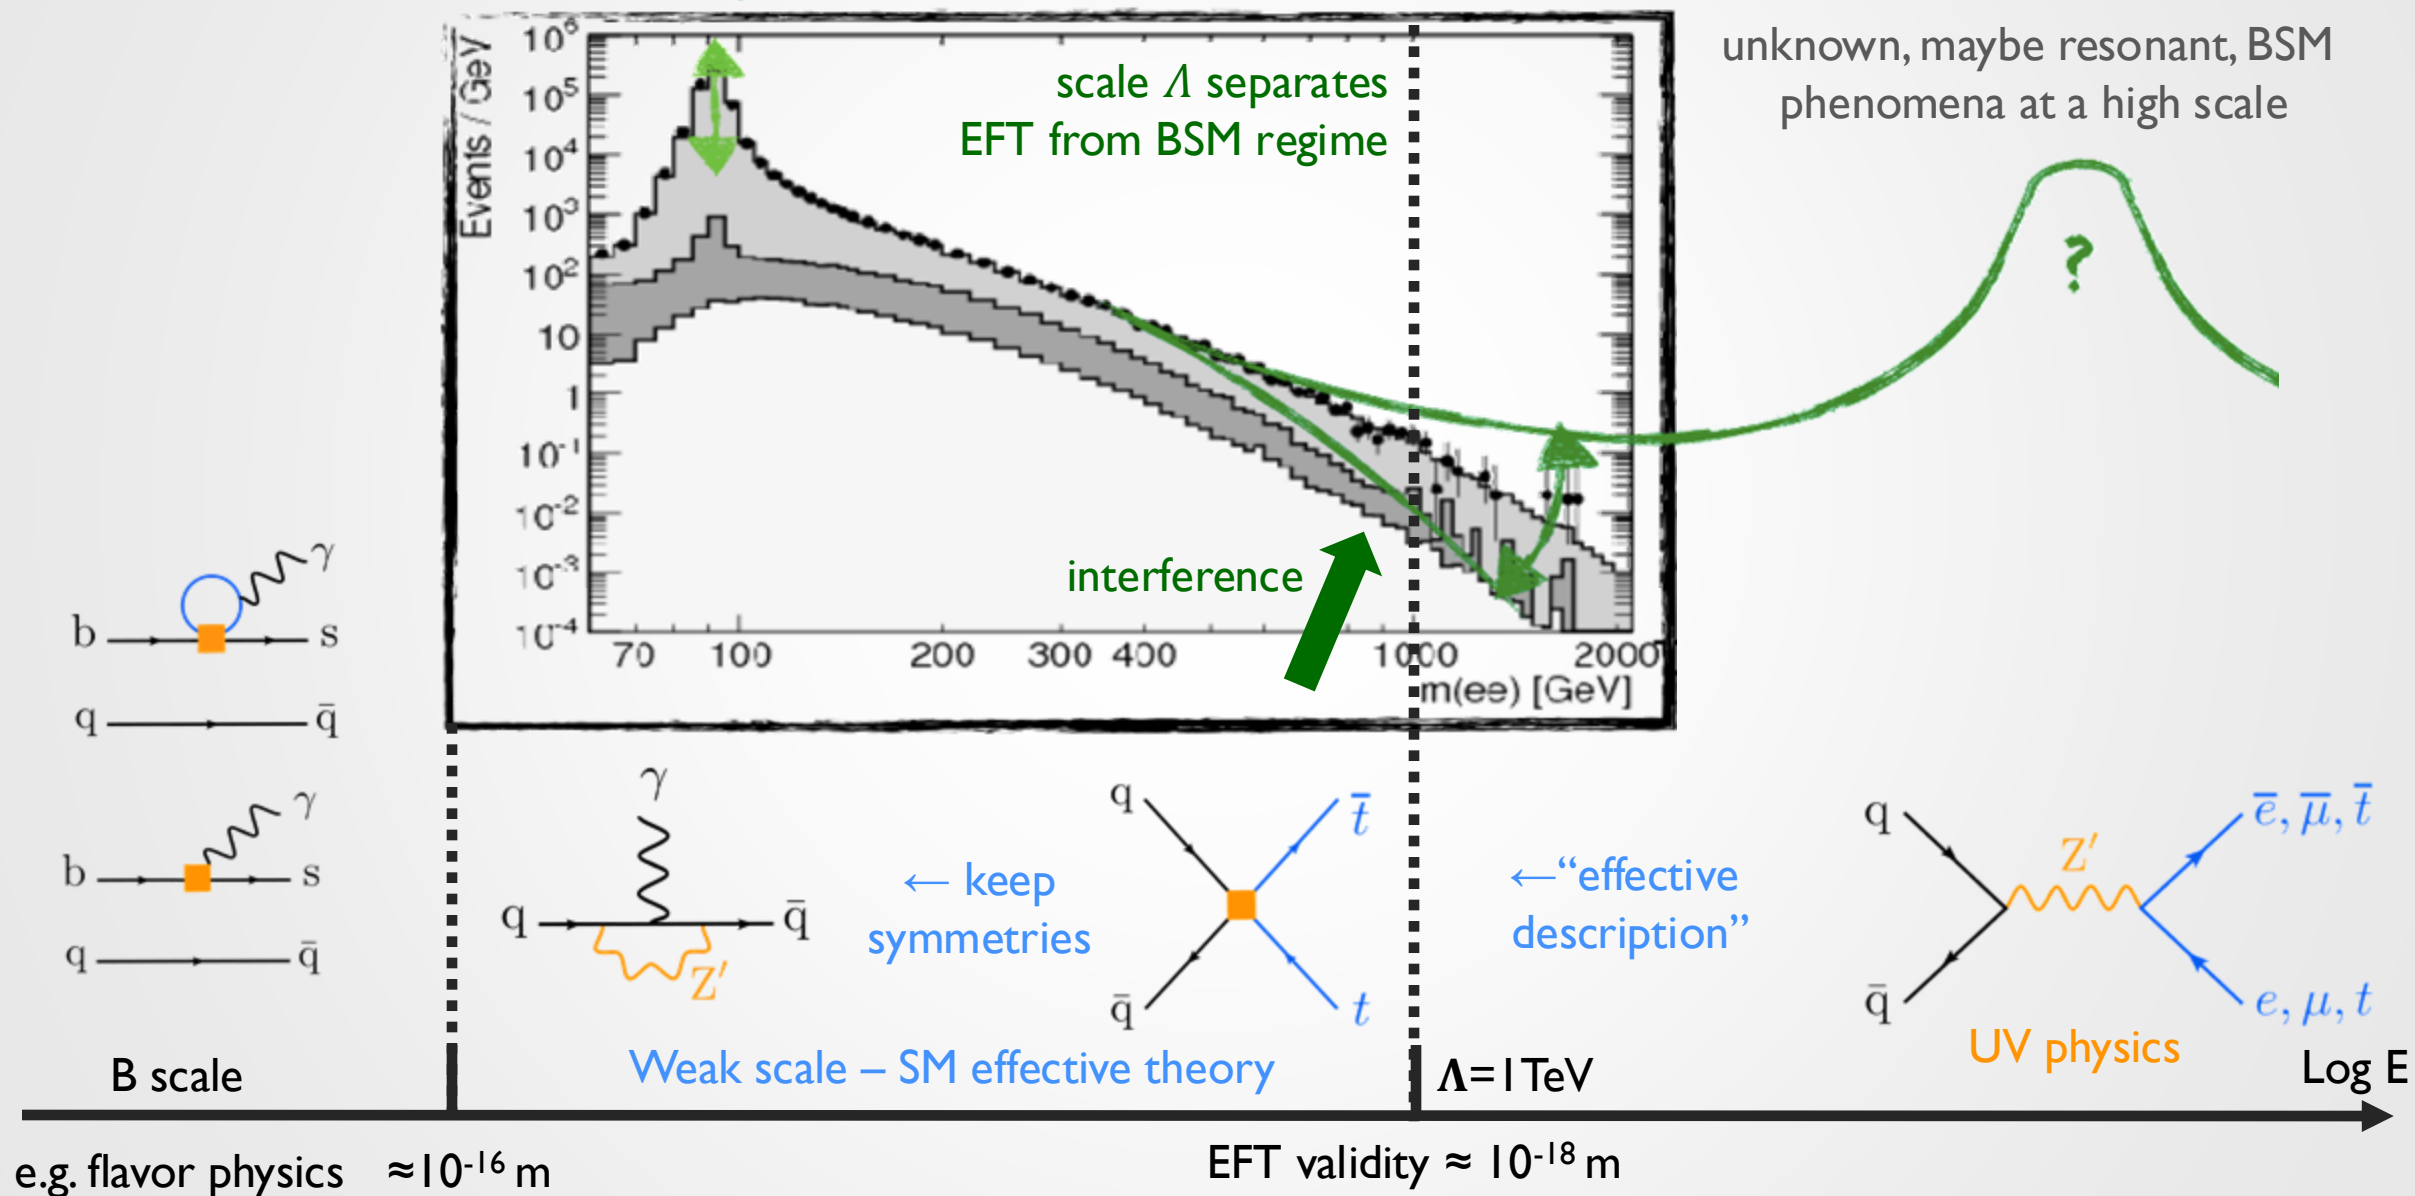 unknown, maybe resonant, BSM
phenomena at a high scale
scale Λ separates
EFT from BSM regime
Events / GeV
10⁶
10⁵
10⁴
10³
10²
10
1
10⁻¹
10⁻²
10⁻³
10⁻⁴
?
interference
70 100 200 300 400 1000 2000
m(ee) [GeV]
γ
b s
q q̄
γ
b s
q q̄
γ
q q̄
Z′
← keep
symmetries
q t̄
q̄ t
← “effective
description”
q ē, μ̄, t̄
Z′
q̄ e, μ, t
UV physics
B scale
Weak scale – SM effective theory
Λ=1TeV
Log E
e.g. flavor physics ≈10⁻¹⁶ m
EFT validity ≈ 10⁻¹⁸ m